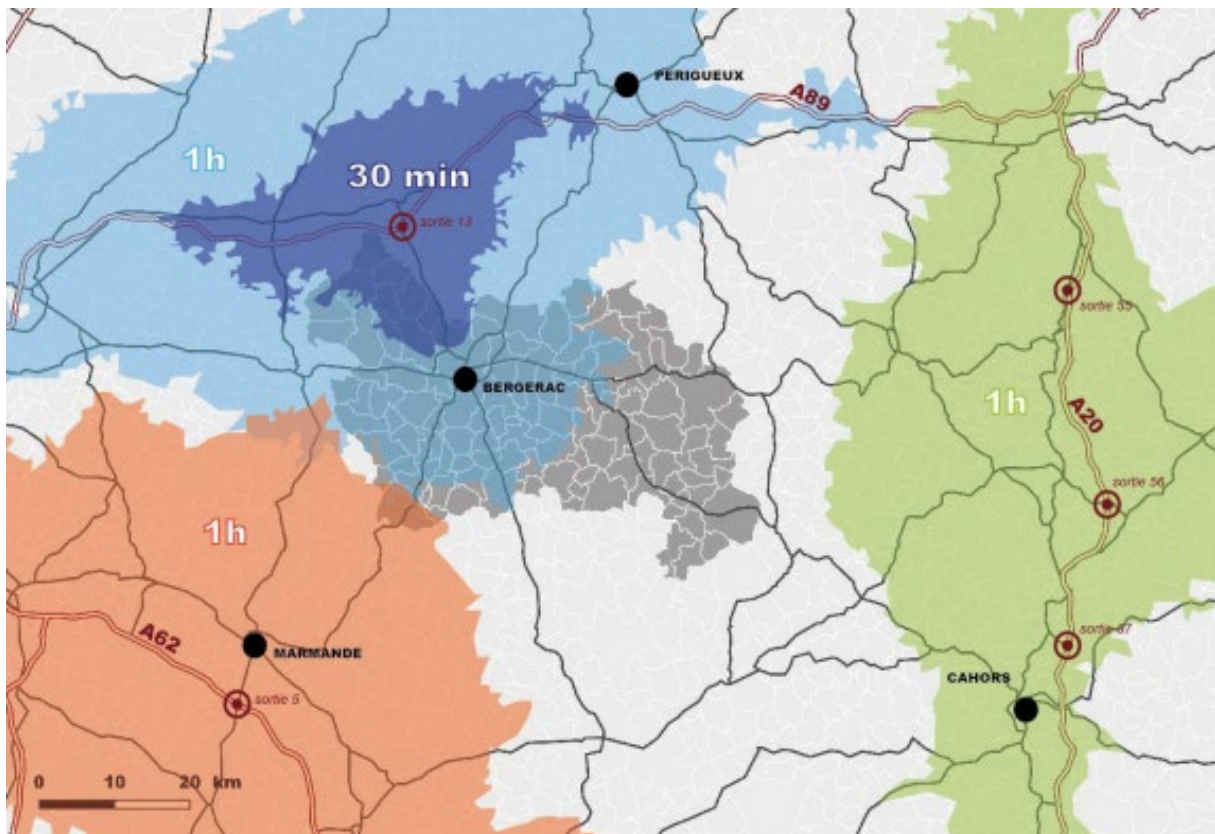 PERIGUEUX
A89
1h
30 min
sortie 13
sortie 55
BERGERAC
1h
A20
sortie 56
1h
sortie 57
A62
MARMANDE
CAHORS
sortie 5
0 10 20 km